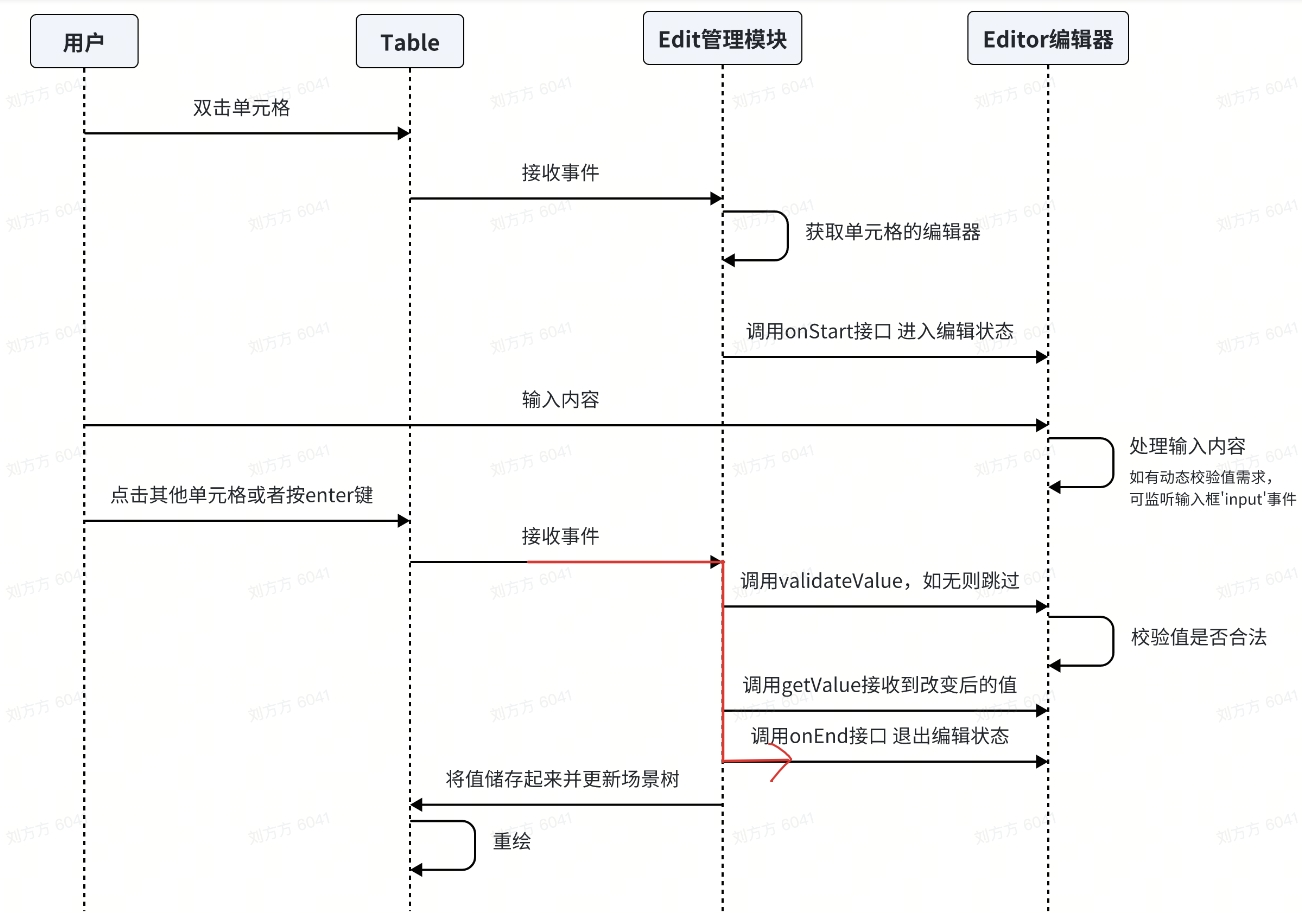 用户
Table
Edit管理模块
Editor编辑器
双击单元格
接收事件
获取单元格的编辑器
调用onStart接口 进入编辑状态
输入内容
处理输入内容
如有动态校验值需求，
可监听输入框'input'事件
点击其他单元格或者按enter键
接收事件
调用validateValue，如无则跳过
校验值是否合法
调用getValue接收到改变后的值
调用onEnd接口 退出编辑状态
将值储存起来并更新场景树
重绘
刘方方 6041